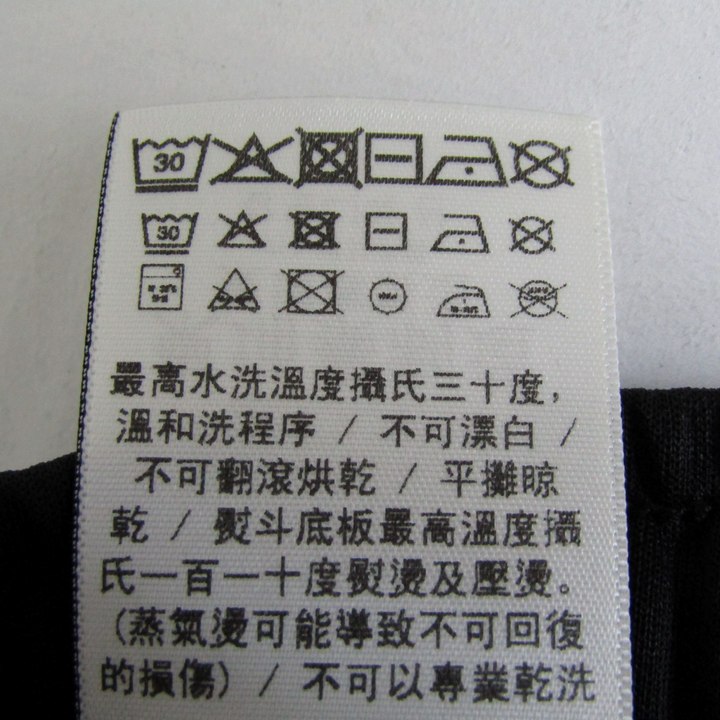 30
30
最高水洗溫度攝氏三十度,
溫和洗程序 / 不可漂白 /
不可翻滾烘乾 / 平攤晾
乾 / 熨斗底板最高溫度攝
氏一百一十度熨燙及壓燙。
(蒸氣燙可能導致不可回復
的損傷) / 不可以專業乾洗